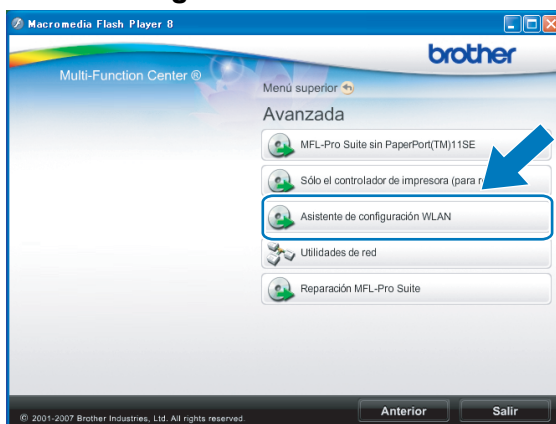 Macromedia Flash Player 8
brother
Multi-Function Center ®
Menú superior
Avanzada
MFL-Pro Suite sin PaperPort(TM)11SE
Sólo el controlador de impresora (para
Asistente de configuración WLAN
Utilidades de red
Reparación MFL-Pro Suite
© 2001-2007 Brother Industries, Ltd. All rights reserved.
Anterior
Salir